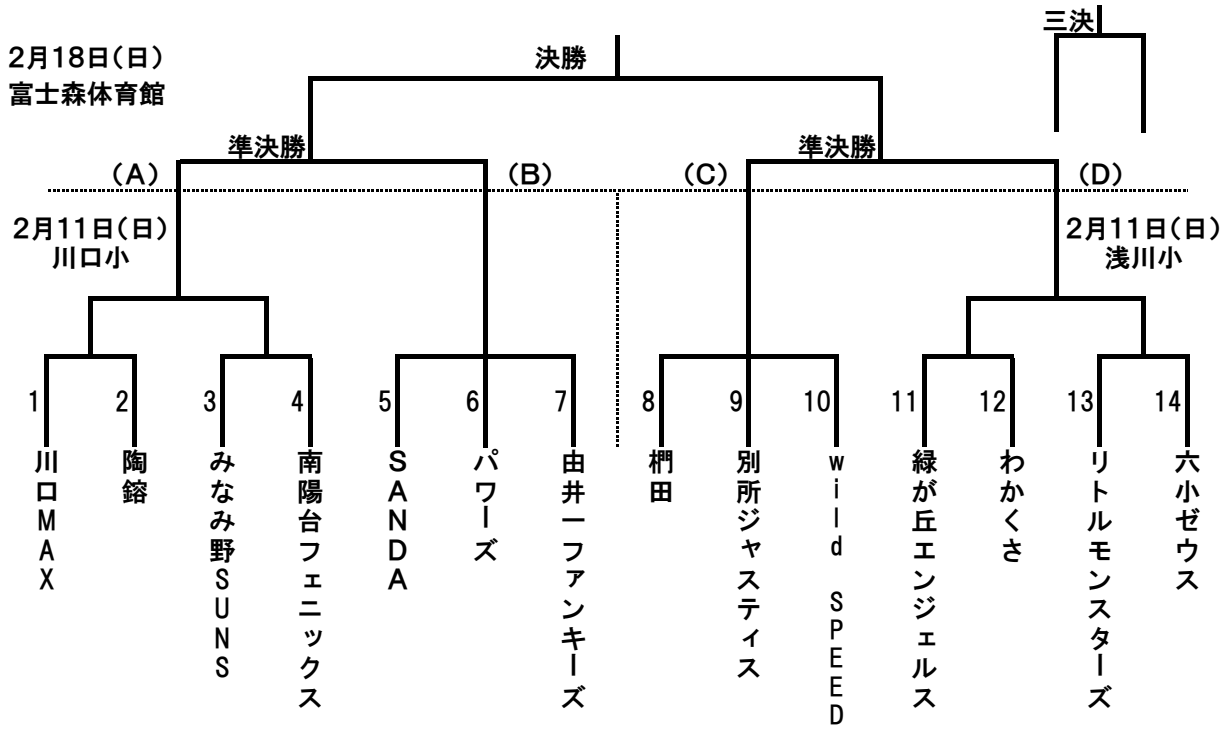 三決
2月18日(日)
富士森体育館
決勝
準決勝
準決勝
(A)
(B)
(C)
(D)
2月11日(日)
川口小
2月11日(日)
浅川小
1
2
3
4
5
6
7
8
9
10
11
12
13
14
川口MAX
陶鎔
みなみ野SUNS
南陽台フェニックス
SANDA
パワーズ
由井一ファンキーズ
椚田
別所ジャスティス
wild SPEED
緑が丘エンジェルス
わかくさ
リトルモンスターズ
六小ゼウス